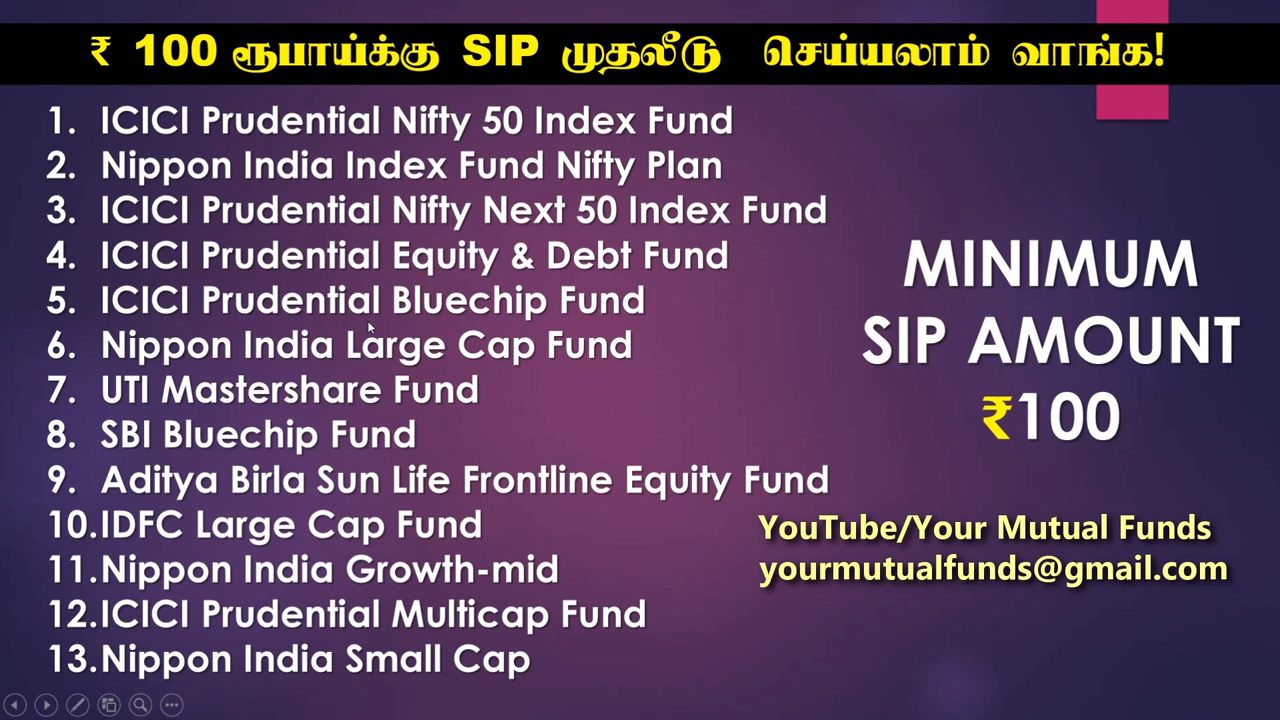 ₹ 100 ரூபாய்க்கு SIP முதலீடு செய்யலாம் வாங்க!
1. ICICI Prudential Nifty 50 Index Fund
2. Nippon India Index Fund Nifty Plan
3. ICICI Prudential Nifty Next 50 Index Fund
4. ICICI Prudential Equity & Debt Fund
5. ICICI Prudential Bluechip Fund
6. Nippon India Large Cap Fund
7. UTI Mastershare Fund
8. SBI Bluechip Fund
9. Aditya Birla Sun Life Frontline Equity Fund
10. IDFC Large Cap Fund
11. Nippon India Growth-mid
12. ICICI Prudential Multicap Fund
13. Nippon India Small Cap
MINIMUM
SIP AMOUNT
₹100
YouTube/Your Mutual Funds
yourmutualfunds@gmail.com